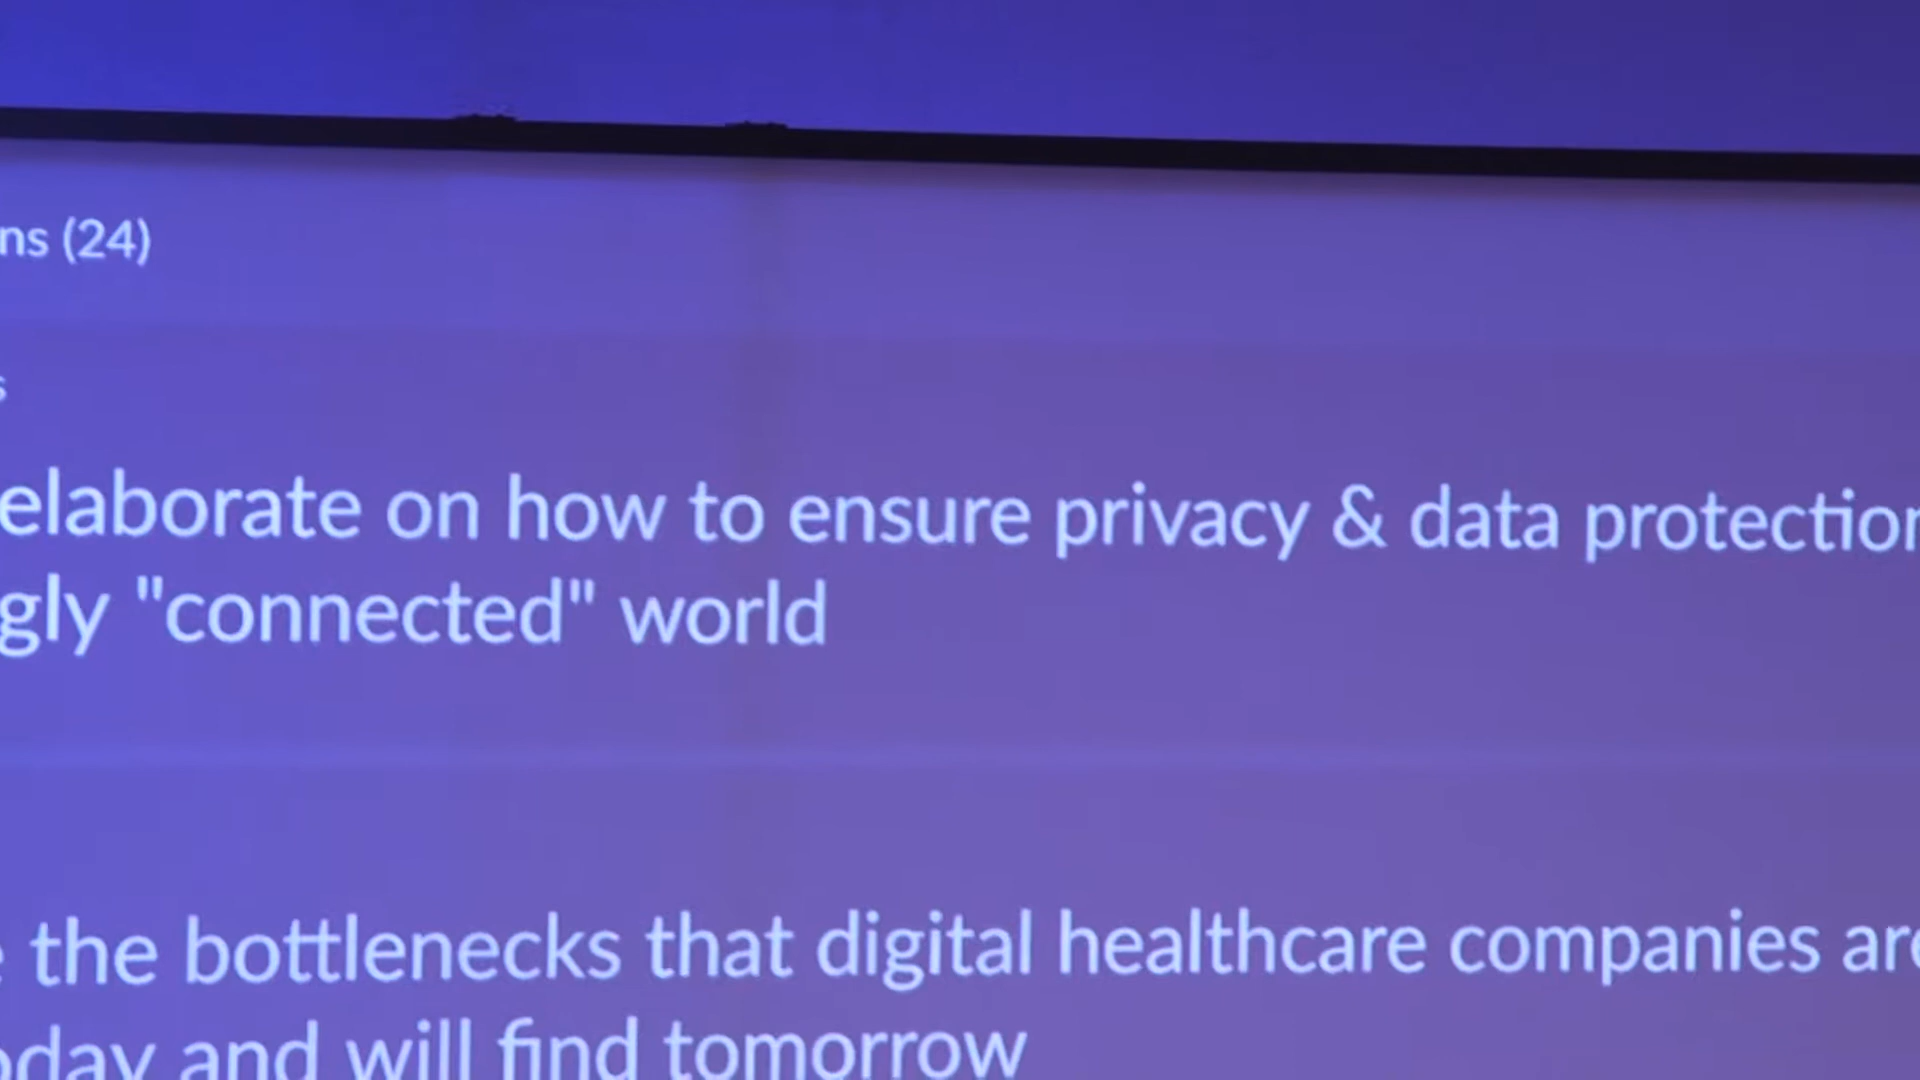 ns (24)
s
elaborate on how to ensure privacy & data protection
gly "connected" world
the bottlenecks that digital healthcare companies are
oday and will find tomorrow